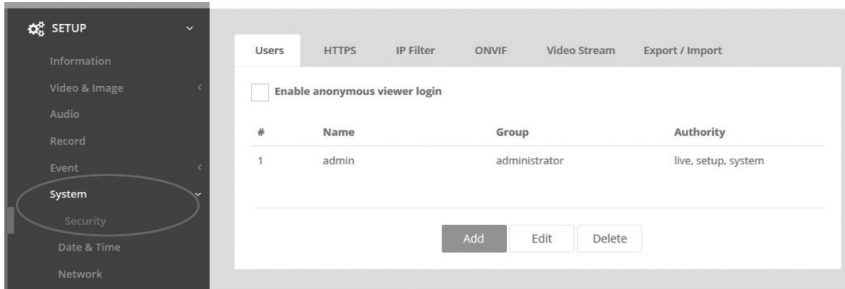 SETUP
Information
Video & Image
Audio
Record
Event
System
Security
Date & Time
Network
Users HTTPS IP Filter ONVIF Video Stream Export / Import
Enable anonymous viewer login
# Name Group Authority
1 admin administrator live, setup, system
Add Edit Delete